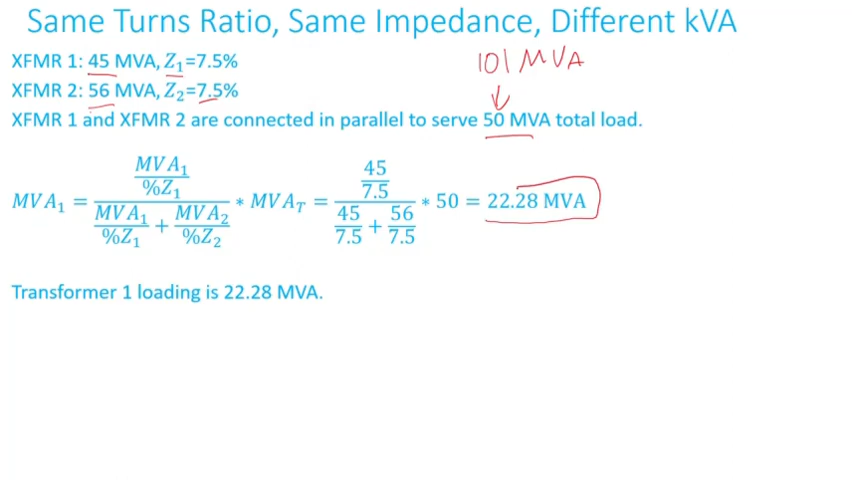 Same Turns Ratio, Same Impedance, Different kVA
XFMR 1: 45 MVA, Z₁=7.5%
101 MVA
XFMR 2: 56 MVA, Z₂=7.5%
XFMR 1 and XFMR 2 are connected in parallel to serve 50 MVA total load.
MVA₁ = (MVA₁/%Z₁)/(MVA₁/%Z₁ + MVA₂/%Z₂) * MVA_T = (45/7.5)/(45/7.5 + 56/7.5) * 50 = 22.28 MVA
Transformer 1 loading is 22.28 MVA.